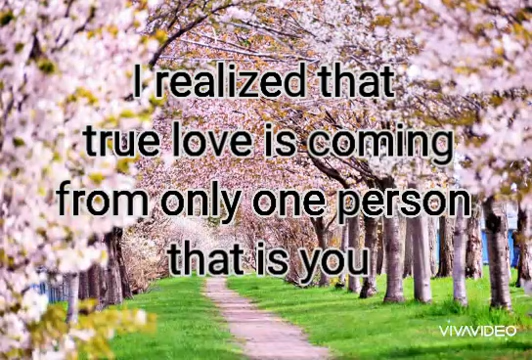 I realized that
true love is coming
from only one person
that is you
VIVAVIDEO